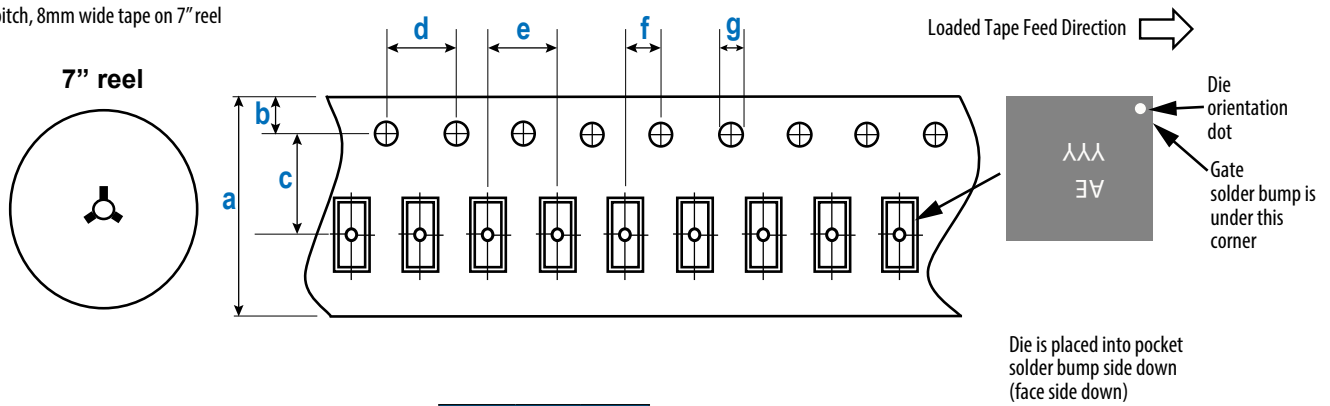 pitch, 8mm wide tape on 7” reel
7” reel
d
e
f
g
b
c
a
Loaded Tape Feed Direction
Die
orientation
dot
Gate
solder bump is
under this
corner
YYY
AE
Die is placed into pocket
solder bump side down
(face side down)